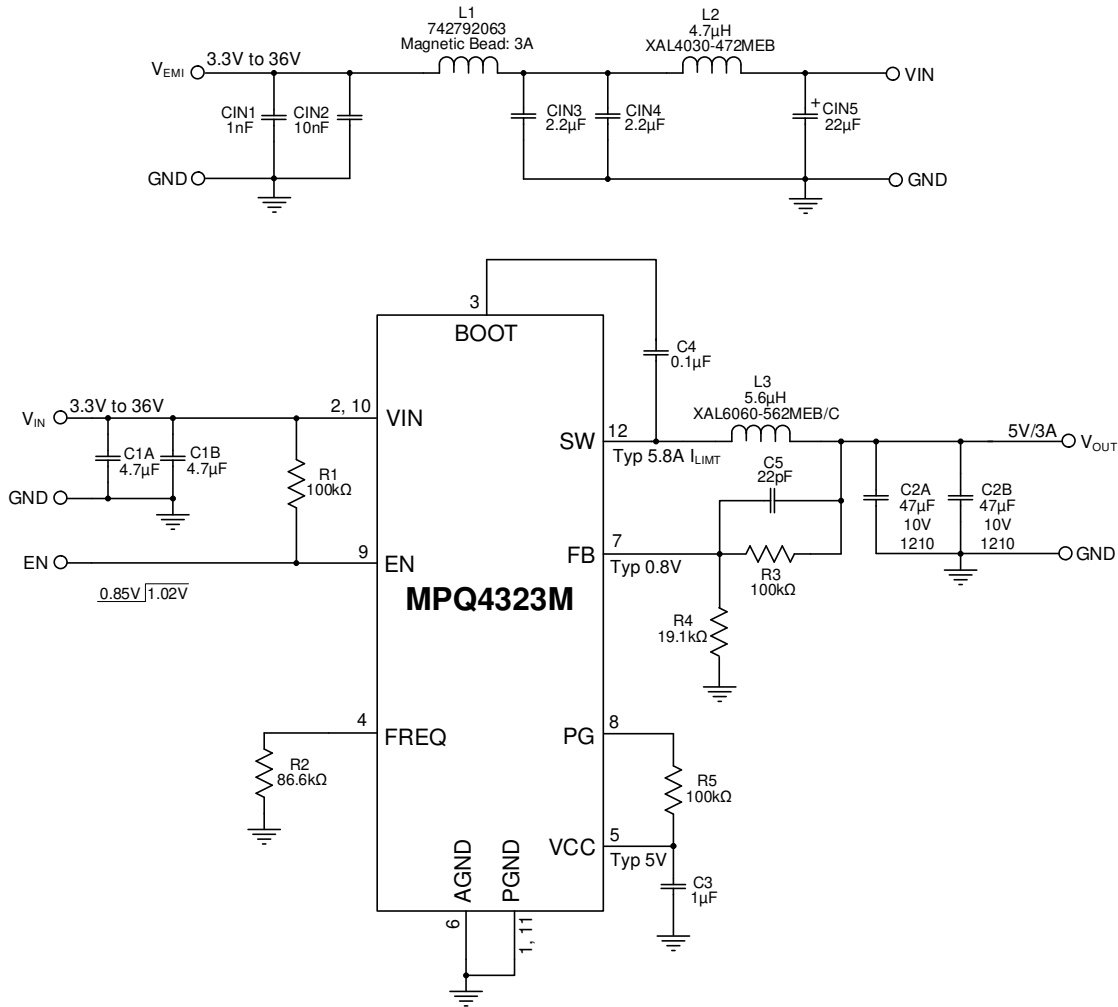 L1
742792063
Magnetic Bead: 3A
L2
4.7µH
XAL4030-472MEB
VEMI
3.3V to 36V
VIN
CIN1
1nF
CIN2
10nF
CIN3
2.2µF
CIN4
2.2µF
+
CIN5
22µF
GND
GND
3
BOOT
C4
0.1µF
VIN
3.3V to 36V
2, 10
VIN
C1A
4.7µF
C1B
4.7µF
R1
100kΩ
GND
EN
9
EN
0.85V 1.02V
MPQ4323M
SW
12
Typ 5.8A ILIMT
L3
5.6µH
XAL6060-562MEB/C
5V/3A
VOUT
C5
22pF
C2A
47µF
10V
1210
C2B
47µF
10V
1210
GND
FB
7
Typ 0.8V
R3
100kΩ
R4
19.1kΩ
4
FREQ
R2
86.6kΩ
PG
8
R5
100kΩ
VCC
5
Typ 5V
C3
1µF
AGND
PGND
6
1, 11